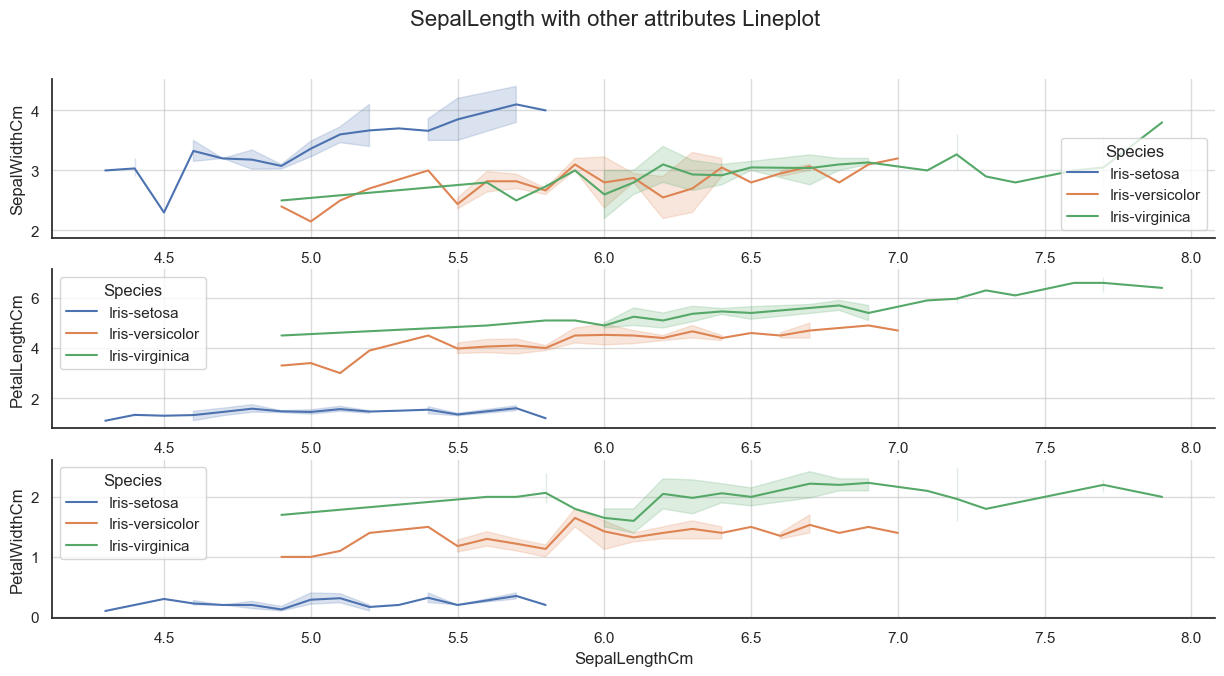 SepalLength with other attributes Lineplot
SepalWidthCm
4
3
2
Species
Iris-setosa
Iris-versicolor
Iris-virginica
4.5 5.0 5.5 6.0 6.5 7.0 7.5 8.0
PetalLengthCm
6
4
2
Species
Iris-setosa
Iris-versicolor
Iris-virginica
4.5 5.0 5.5 6.0 6.5 7.0 7.5 8.0
PetalWidthCm
2
1
0
Species
Iris-setosa
Iris-versicolor
Iris-virginica
4.5 5.0 5.5 6.0 6.5 7.0 7.5 8.0
SepalLengthCm